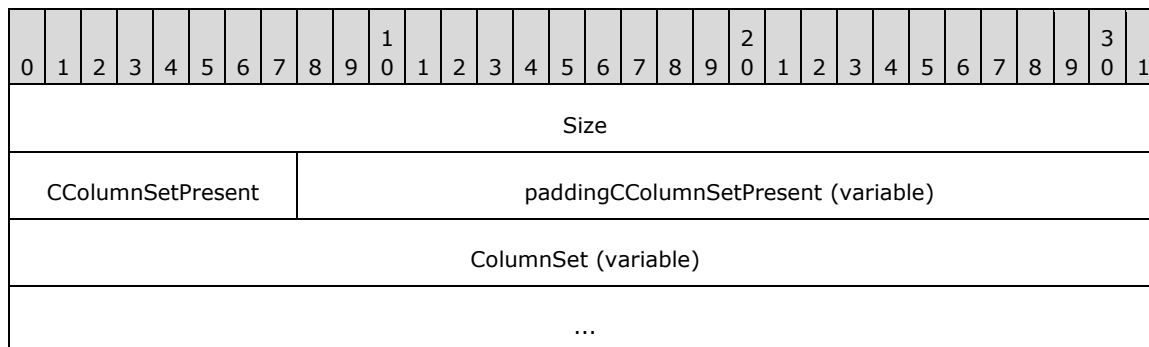 1 2 3
0 1 2 3 4 5 6 7 8 9 0 1 2 3 4 5 6 7 8 9 0 1 2 3 4 5 6 7 8 9 0 1
Size
CColumnSetPresent paddingCColumnSetPresent (variable)
ColumnSet (variable)
...